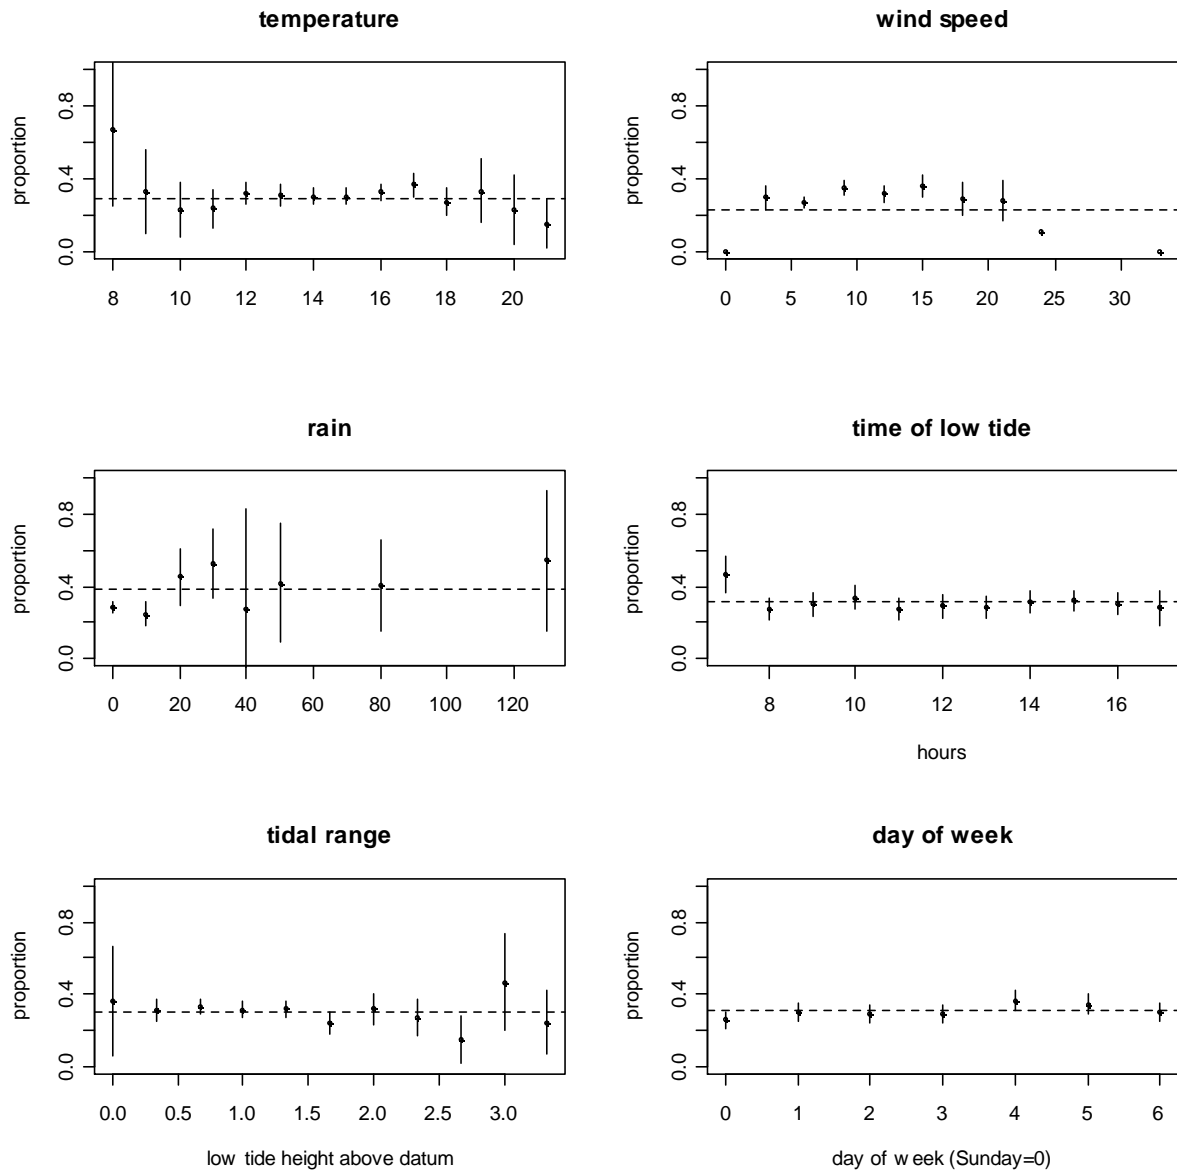 temperature
proportion
0.0 0.4 0.8
8 10 12 14 16 18 20
wind speed
proportion
0.0 0.4 0.8
0 5 10 15 20 25 30
rain
proportion
0.0 0.4 0.8
0 20 40 60 80 100 120
time of low tide
proportion
0.0 0.4 0.8
8 10 12 14 16
hours
tidal range
proportion
0.0 0.4 0.8
0.0 0.5 1.0 1.5 2.0 2.5 3.0
low tide height above datum
day of week
proportion
0.0 0.4 0.8
0 1 2 3 4 5 6
day of week (Sunday=0)